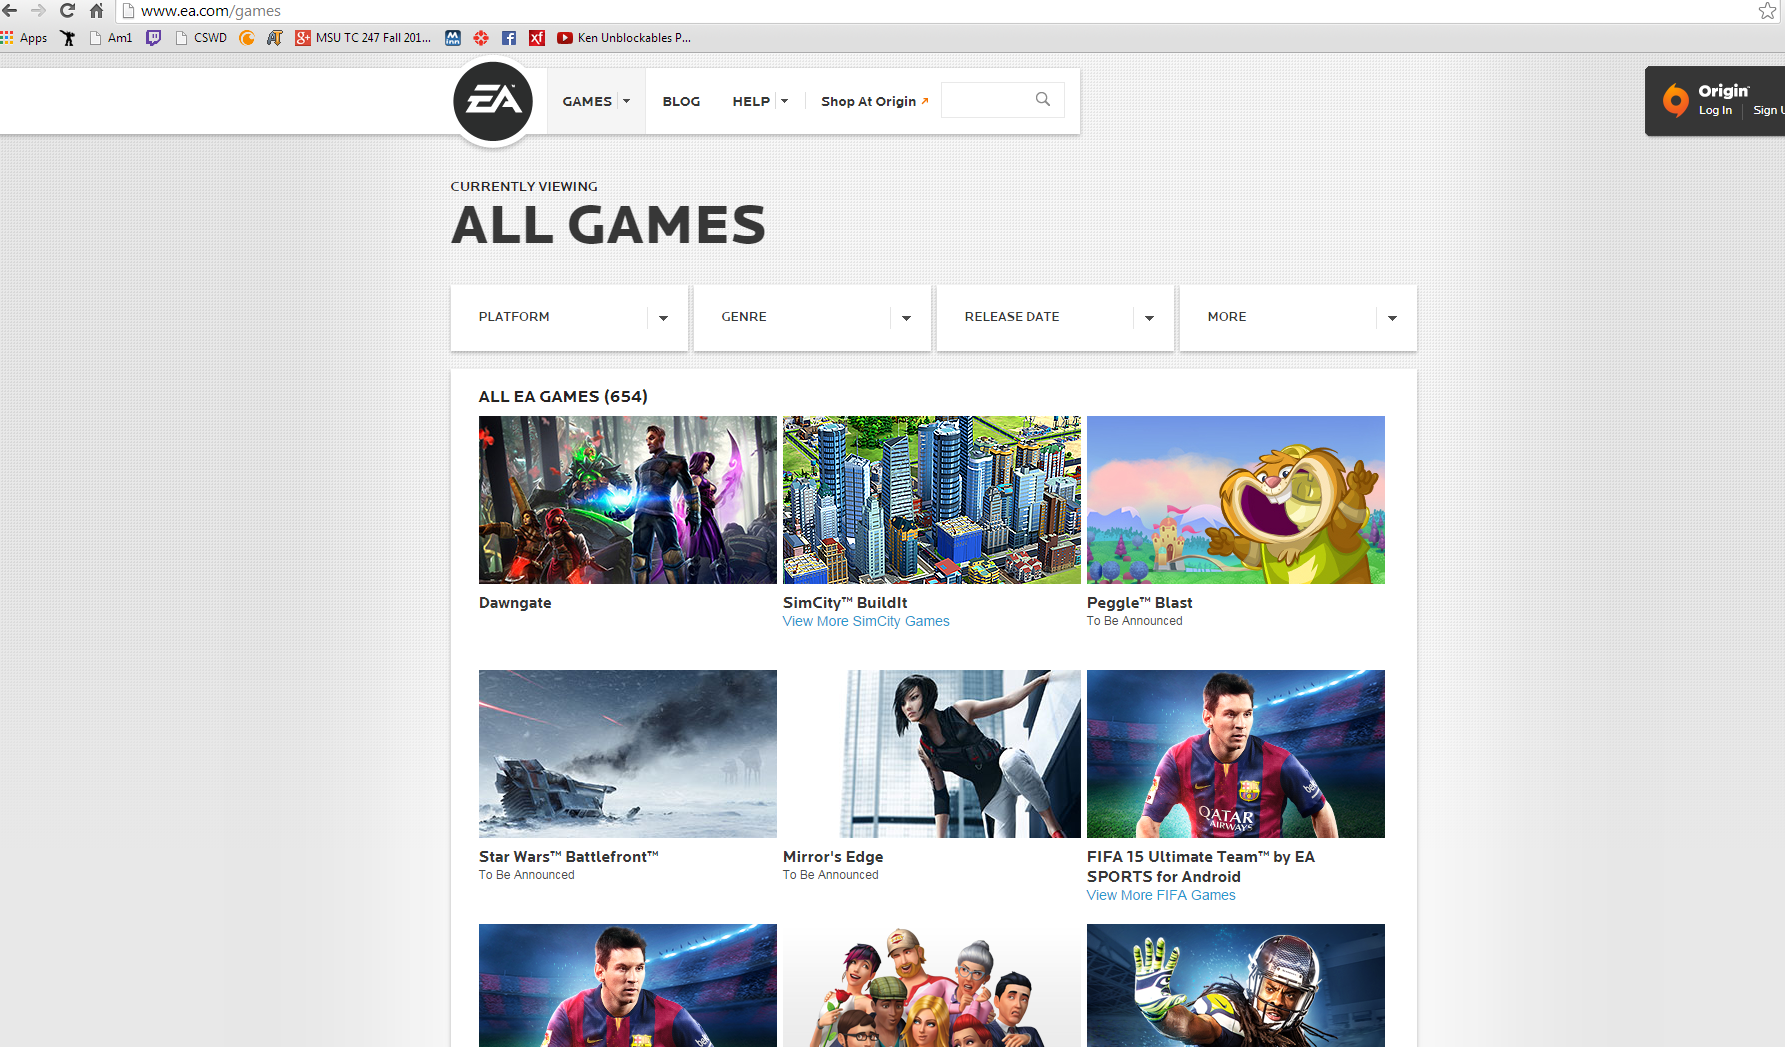 www.ea.com/games
Apps Am1 CSWD MSU TC 247 Fall 201... Ken Unblockables P...
EA GAMES BLOG HELP Shop At Origin
Origin
Log In Sign U
CURRENTLY VIEWING
ALL GAMES
PLATFORM GENRE RELEASE DATE MORE
ALL EA GAMES (654)
Dawngate SimCity™ BuildIt Peggle™ Blast
View More SimCity Games To Be Announced
QATAR
AIRWAYS
Star Wars™ Battlefront™ Mirror's Edge FIFA 15 Ultimate Team™ by EA
To Be Announced To Be Announced SPORTS for Android
View More FIFA Games